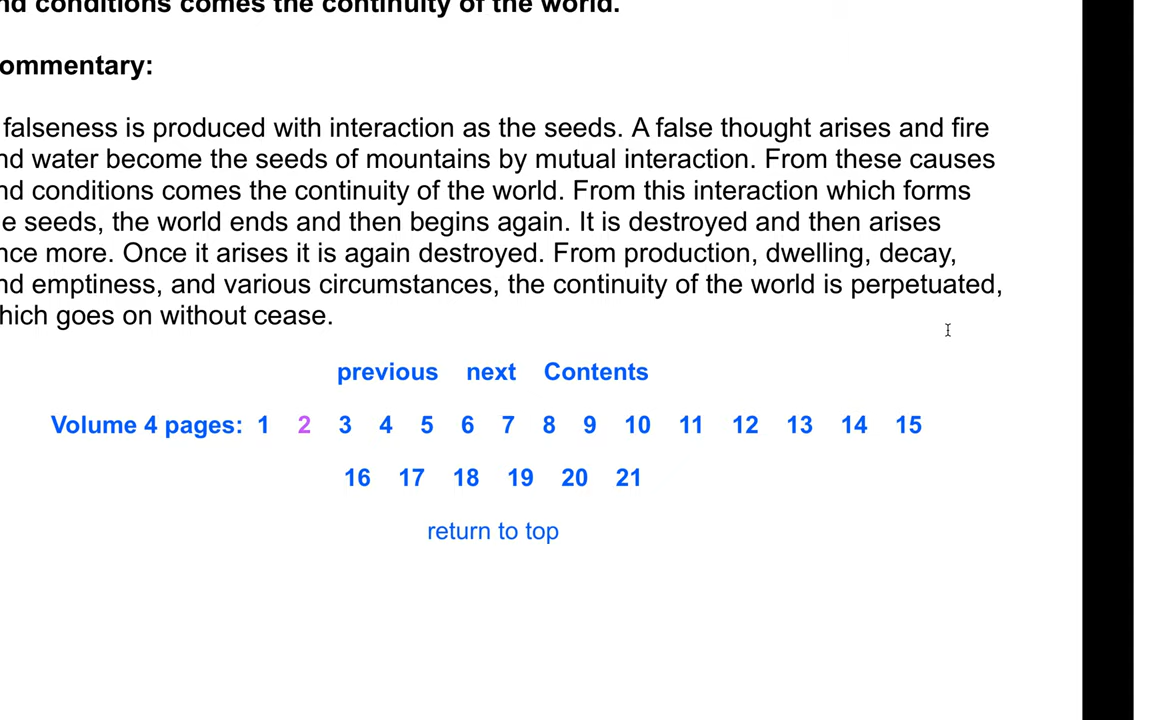 nd conditions comes the continuity of the world.
ommentary:
falseness is produced with interaction as the seeds. A false thought arises and fire
nd water become the seeds of mountains by mutual interaction. From these causes
nd conditions comes the continuity of the world. From this interaction which forms
e seeds, the world ends and then begins again. It is destroyed and then arises
nce more. Once it arises it is again destroyed. From production, dwelling, decay,
nd emptiness, and various circumstances, the continuity of the world is perpetuated,
hich goes on without cease.
previous next Contents
Volume 4 pages: 1 2 3 4 5 6 7 8 9 10 11 12 13 14 15
16 17 18 19 20 21
return to top